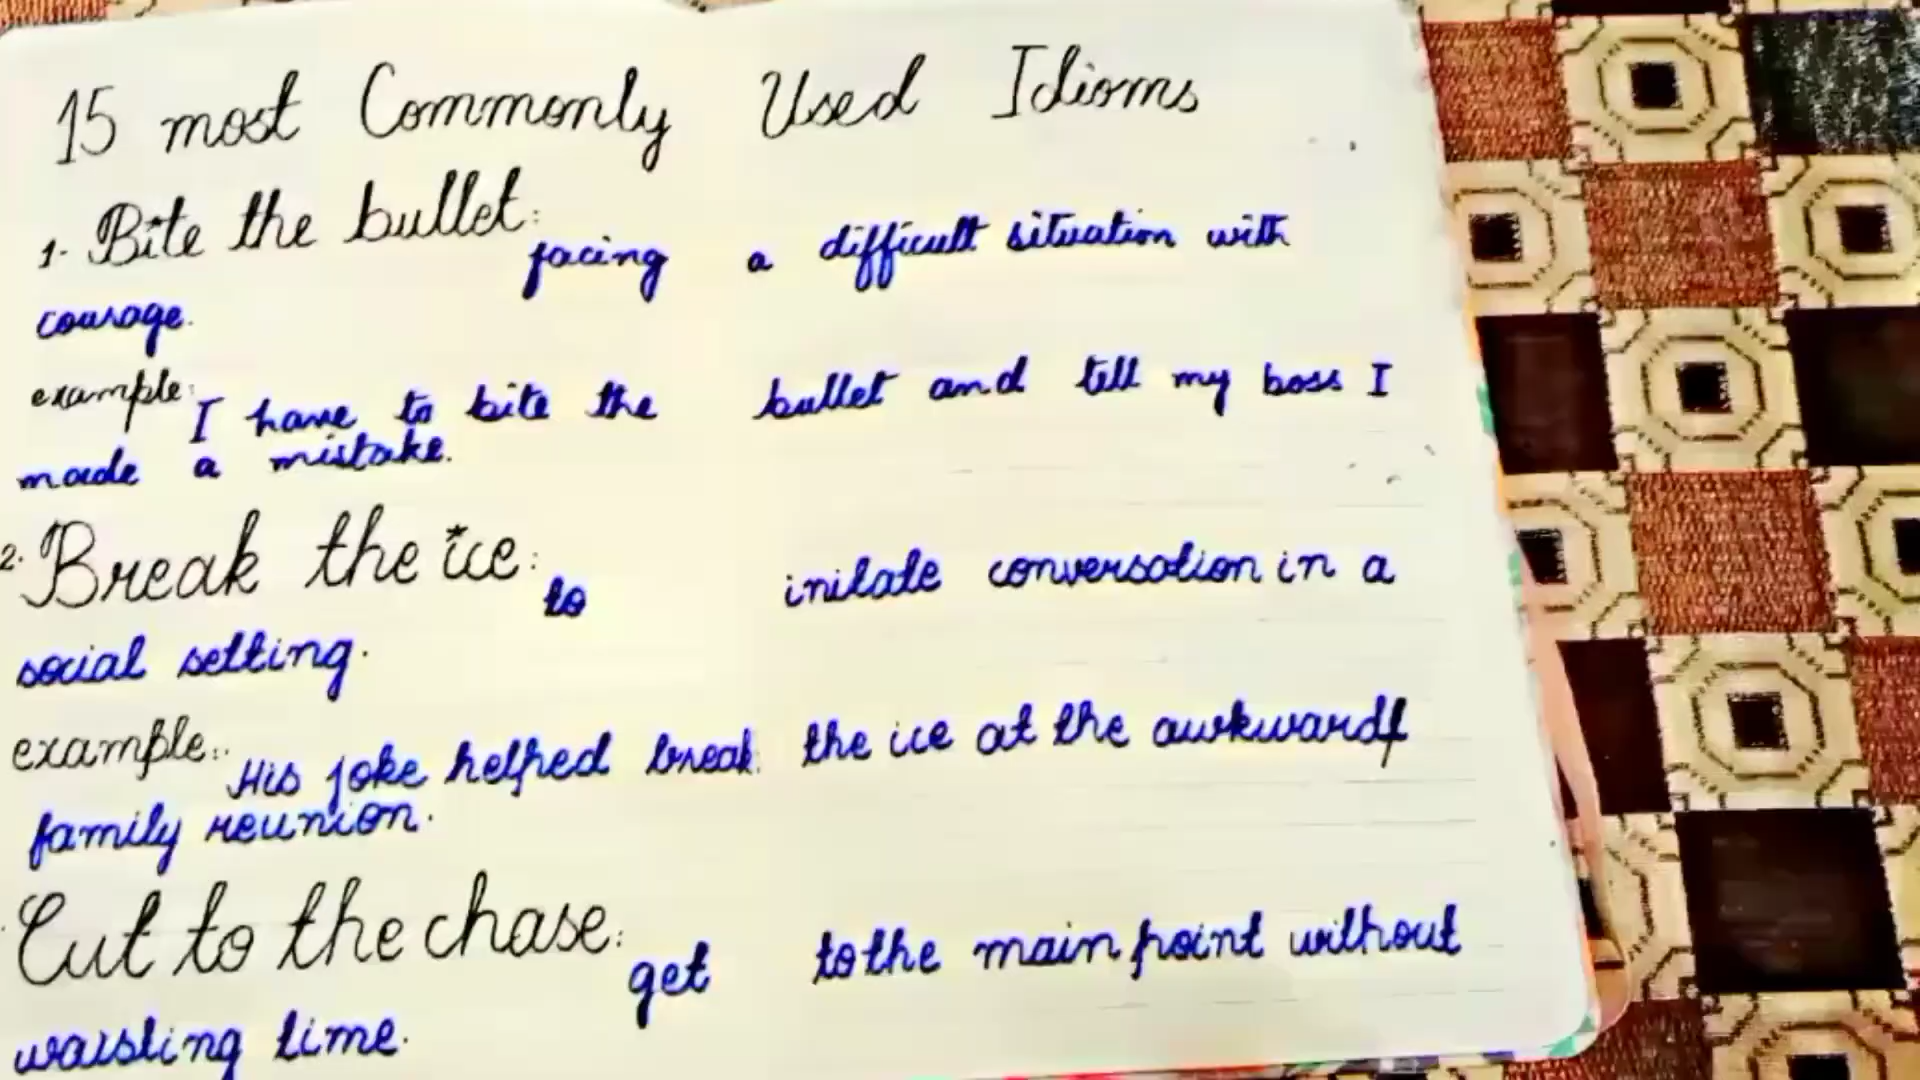 15 most Commonly Used Idioms
1. Bite the bullet: facing a difficult situation with
courage.
example: I have to bite the bullet and tell my boss I
made a mistake.
2. Break the ice: to initate conversation in a
social setting.
example: His joke helped break the ice at the awkward
family reunion.
Cut to the chase: get to the main point without
waisting time.